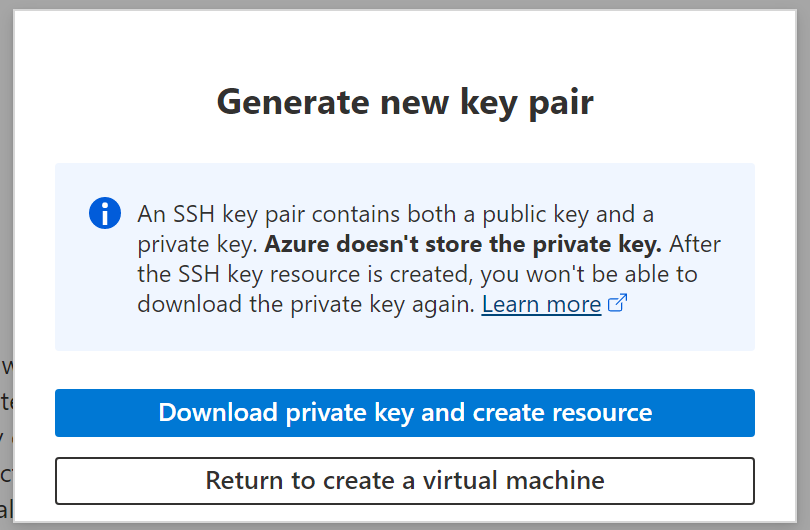 Generate new key pair
An SSH key pair contains both a public key and a
private key. Azure doesn't store the private key. After
the SSH key resource is created, you won't be able to
download the private key again. Learn more
Download private key and create resource
Return to create a virtual machine